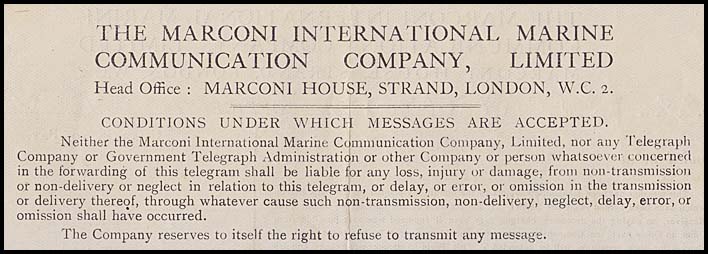 THE MARCONI INTERNATIONAL MARINE
COMMUNICATION COMPANY, LIMITED
Head Office : MARCONI HOUSE, STRAND, LONDON, W.C. 2.
CONDITIONS UNDER WHICH MESSAGES ARE ACCEPTED.
Neither the Marconi International Marine Communication Company, Limited, nor any Telegraph
Company or Government Telegraph Administration or other Company or person whatsoever concerned
in the forwarding of this telegram shall be liable for any loss, injury or damage, from non-transmission
or non-delivery or neglect in relation to this telegram, or delay, or error, or omission in the transmission
or delivery thereof, through whatever cause such non-transmission, non-delivery, neglect, delay, error, or
omission shall have occurred.
The Company reserves to itself the right to refuse to transmit any message.